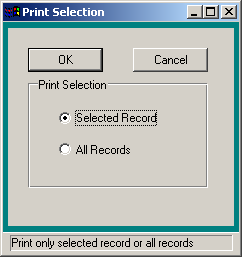 Print Selection
OK Cancel
Print Selection
Selected Record
All Records
Print only selected record or all records